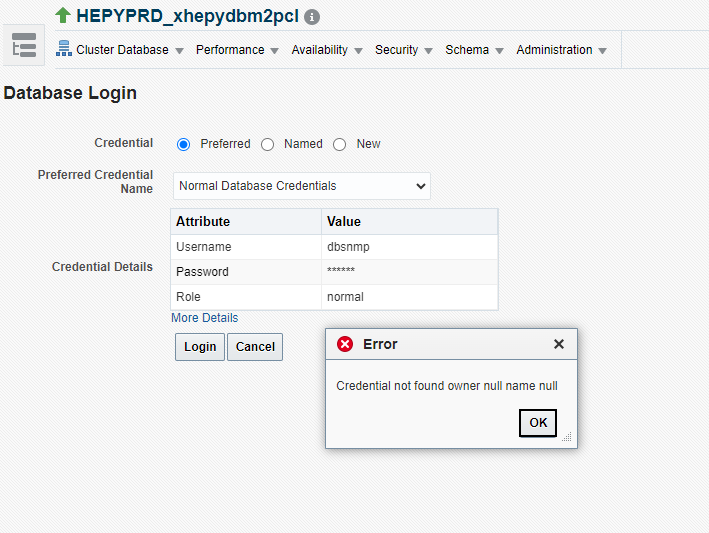 HEPYPRD_xhepydbm2pcl
Cluster Database Performance Availability Security Schema Administration
Database Login
Credential Preferred Named New
Preferred Credential Name Normal Database Credentials
Attribute Value
Username dbsnmp
Credential Details Password ******
Role normal
More Details
Login Cancel
Error
Credential not found owner null name null
OK